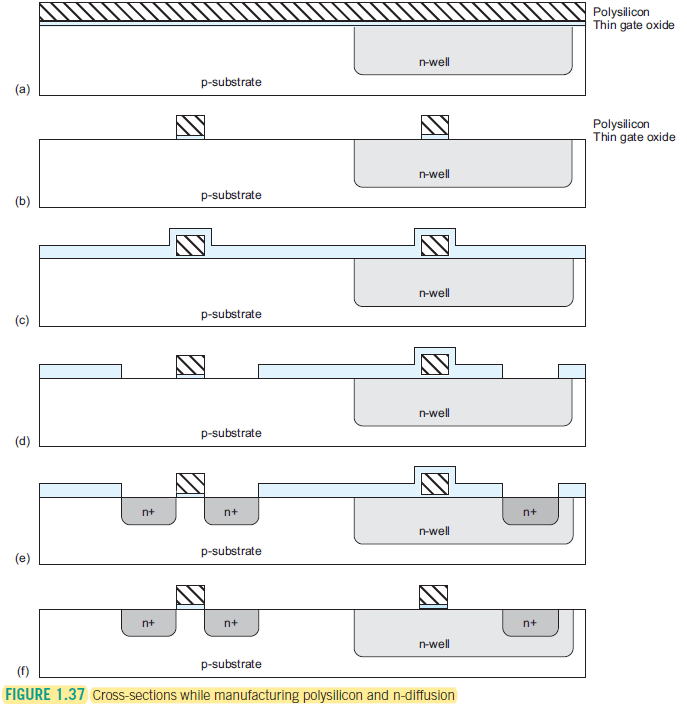 Polysilicon
Thin gate oxide
n-well
p-substrate
(a)
Polysilicon
Thin gate oxide
n-well
p-substrate
(b)
n-well
p-substrate
(c)
n-well
p-substrate
(d)
n+ n+ n+
n-well
p-substrate
(e)
n+ n+ n+
n-well
p-substrate
(f)
FIGURE 1.37 Cross-sections while manufacturing polysilicon and n-diffusion